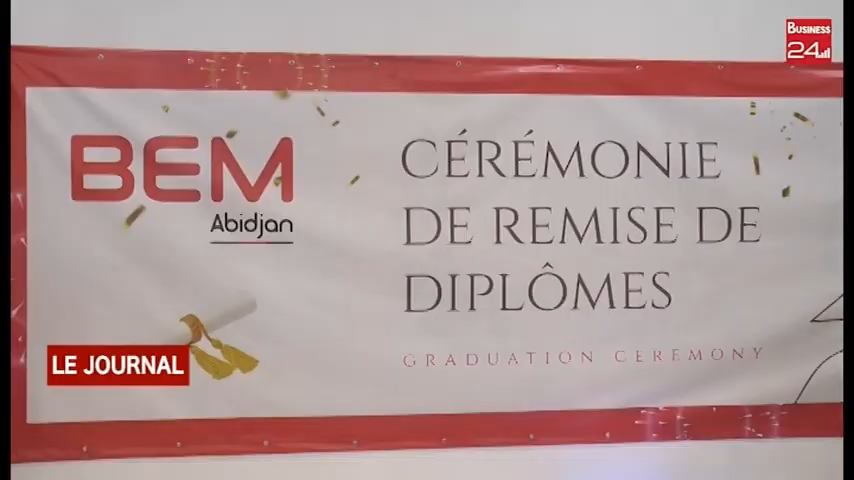 BUSINESS
24
BEM
Abidjan
CÉRÉMONIE
DE REMISE DE
DIPLÔMES
GRADUATION CEREMONY
LE JOURNAL